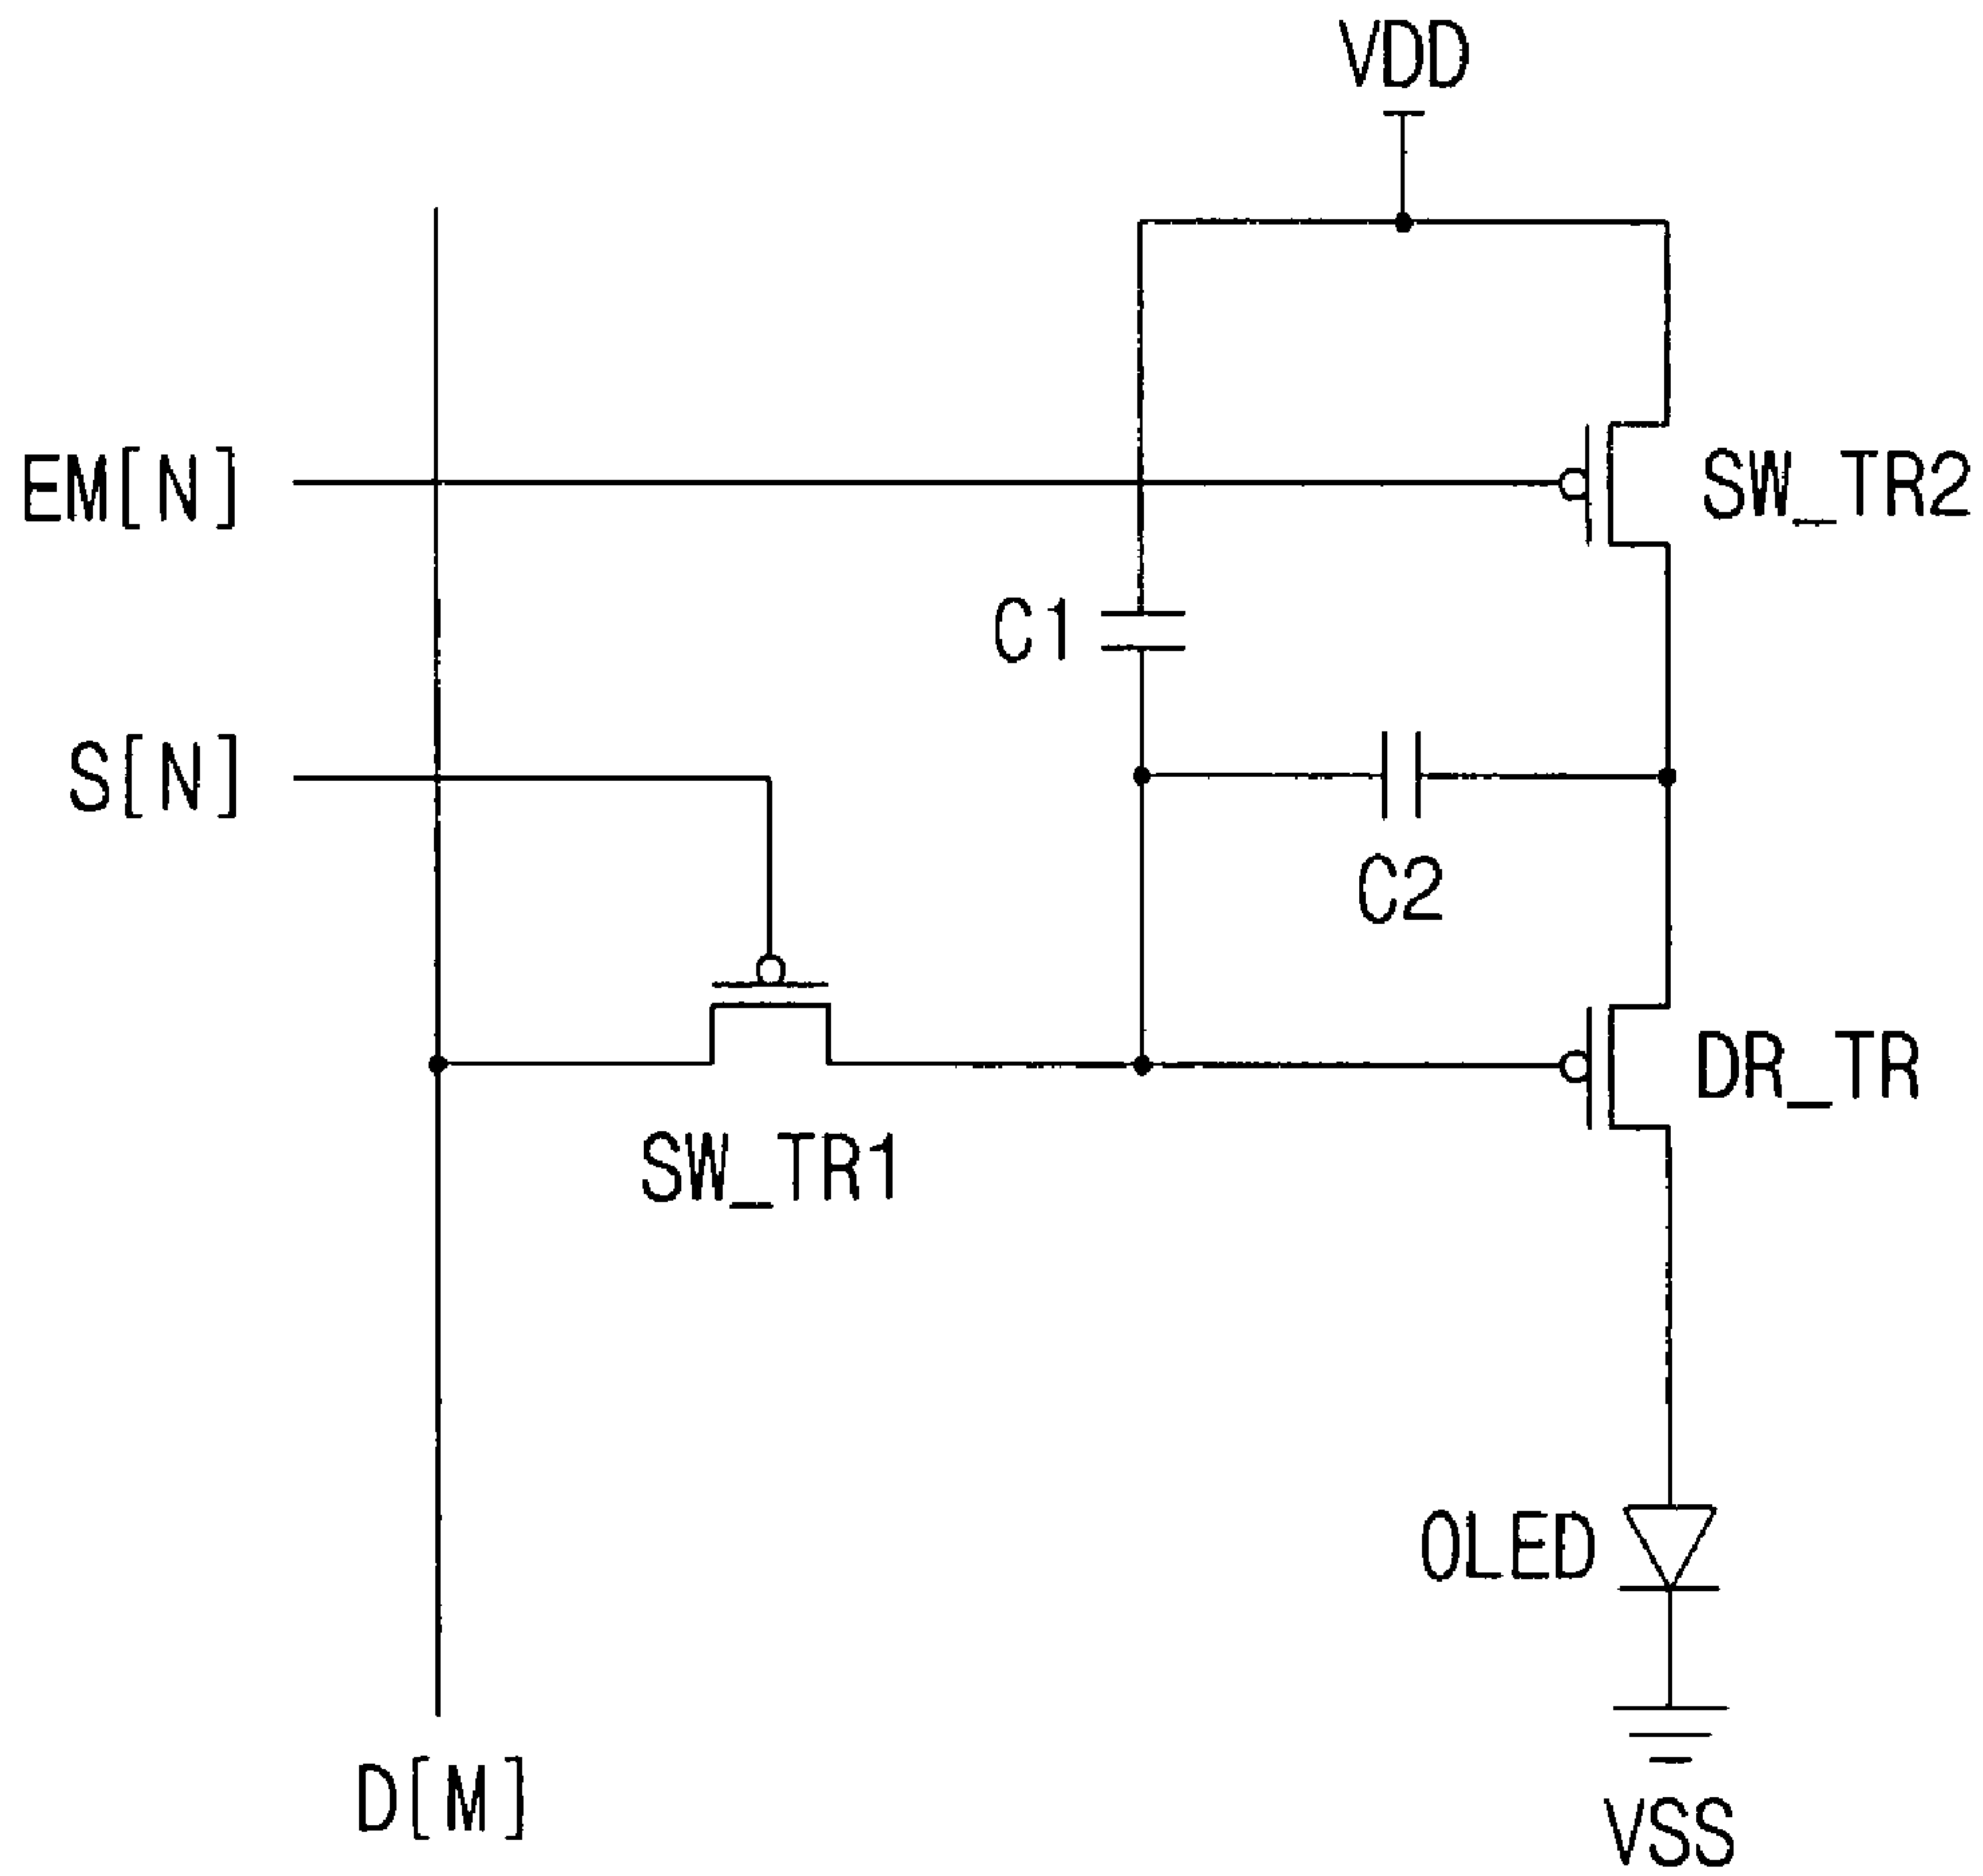 VDD
EM[N]
SW_TR2
C1
S[N]
C2
DR_TR
SW_TR1
OLED
D[M]
VSS